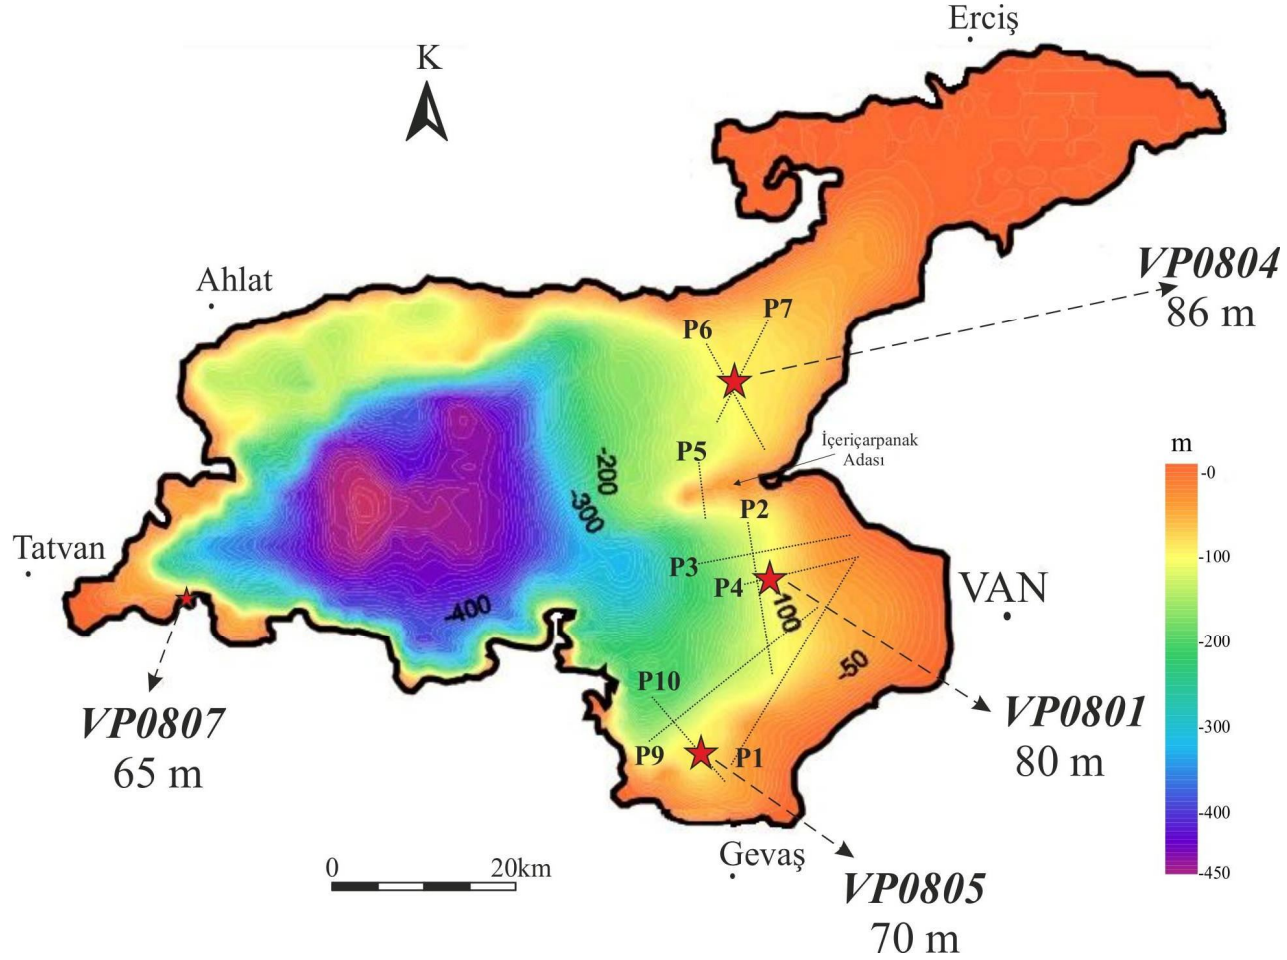 Erciş
K
VP0804
86 m
Ahlat
P7
P6
İçeriçarpanak
Adası
P5
m
-0
-200
-300
P2
Tatvan
P3
-100
P4
VAN
-400
100
-200
-50
P10
VP0807
65 m
VP0801
80 m
-300
P9
P1
-400
Gevaş
0
20km
-450
VP0805
70 m